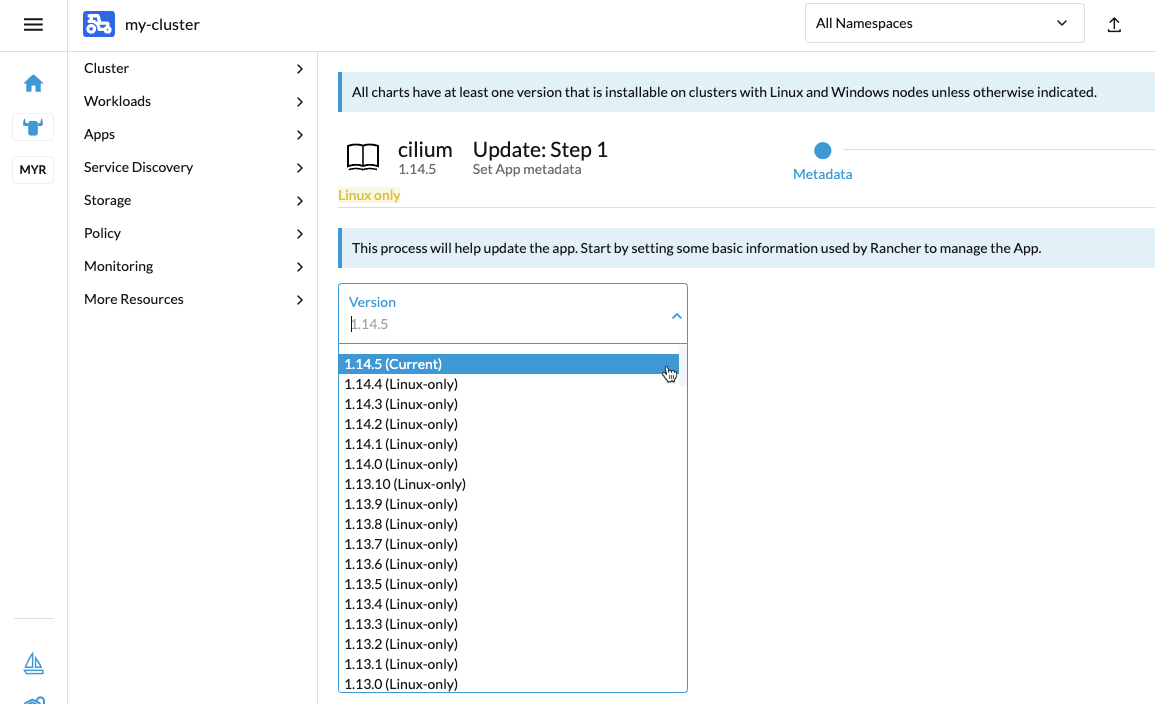 my-cluster
All Namespaces
MYR
Cluster
Workloads
Apps
Service Discovery
Storage
Policy
Monitoring
More Resources
All charts have at least one version that is installable on clusters with Linux and Windows nodes unless otherwise indicated.
cilium
1.14.5
Update: Step 1
Set App metadata
Metadata
Linux only
This process will help update the app. Start by setting some basic information used by Rancher to manage the App.
Version
1.14.5
1.14.5 (Current)
1.14.4 (Linux-only)
1.14.3 (Linux-only)
1.14.2 (Linux-only)
1.14.1 (Linux-only)
1.14.0 (Linux-only)
1.13.10 (Linux-only)
1.13.9 (Linux-only)
1.13.8 (Linux-only)
1.13.7 (Linux-only)
1.13.6 (Linux-only)
1.13.5 (Linux-only)
1.13.4 (Linux-only)
1.13.3 (Linux-only)
1.13.2 (Linux-only)
1.13.1 (Linux-only)
1.13.0 (Linux-only)